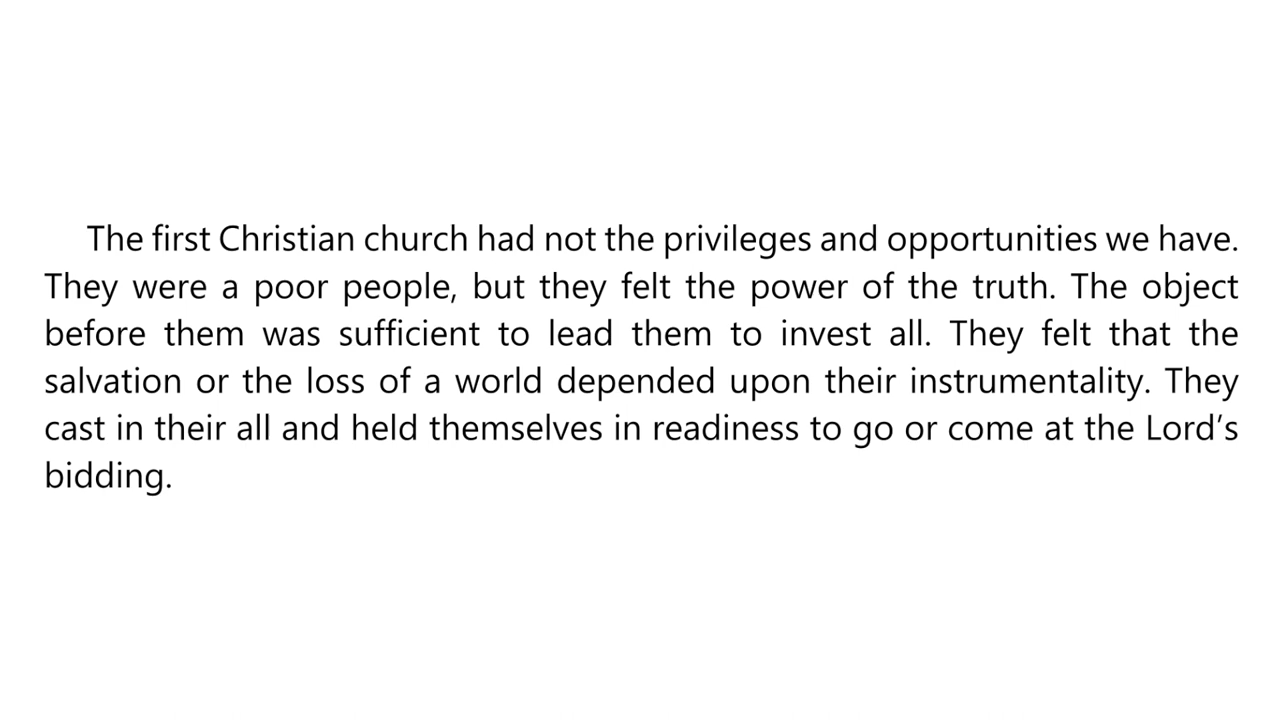 The first Christian church had not the privileges and opportunities we have.
They were a poor people, but they felt the power of the truth. The object
before them was sufficient to lead them to invest all. They felt that the
salvation or the loss of a world depended upon their instrumentality. They
cast in their all and held themselves in readiness to go or come at the Lord’s
bidding.